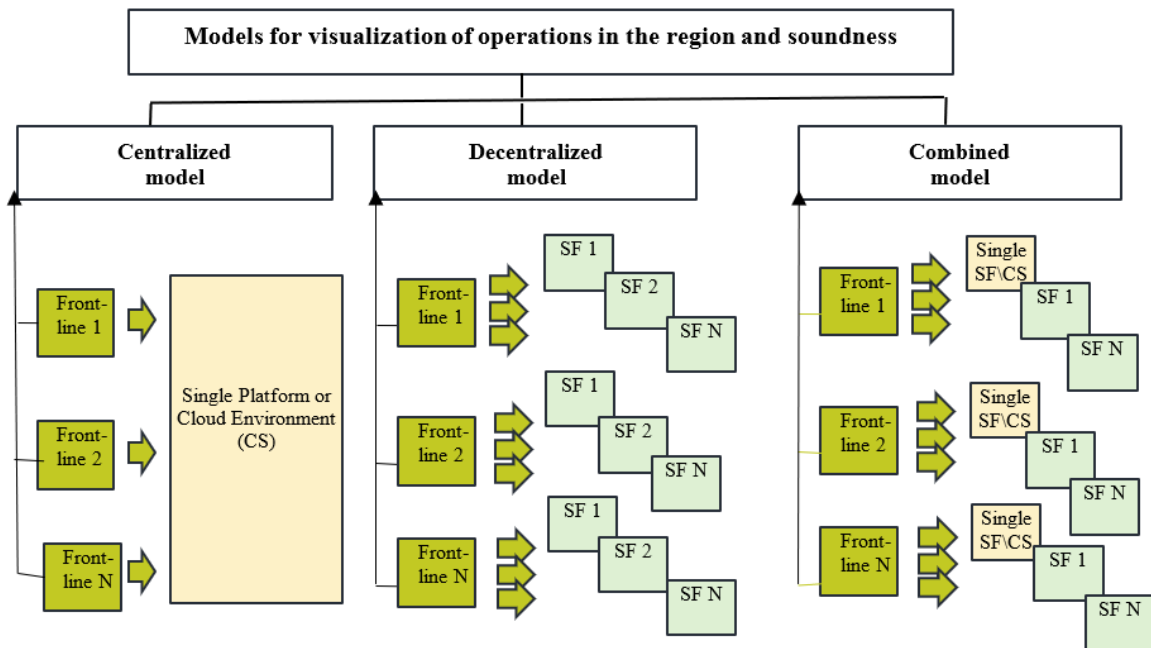 Models for visualization of operations in the region and soundness
Centralized
model
Decentralized
model
Combined
model
Front-
line 1
Front-
line 2
Front-
line N
Single Platform or
Cloud Environment
(CS)
Front-
line 1
SF 1
SF 2
SF N
Front-
line 2
SF 1
SF 2
SF N
Front-
line N
SF 1
SF 2
SF N
Front-
line 1
Single
SF\CS
SF 1
SF N
Front-
line 2
Single
SF\CS
SF 1
SF N
Front-
line N
Single
SF\CS
SF 1
SF N